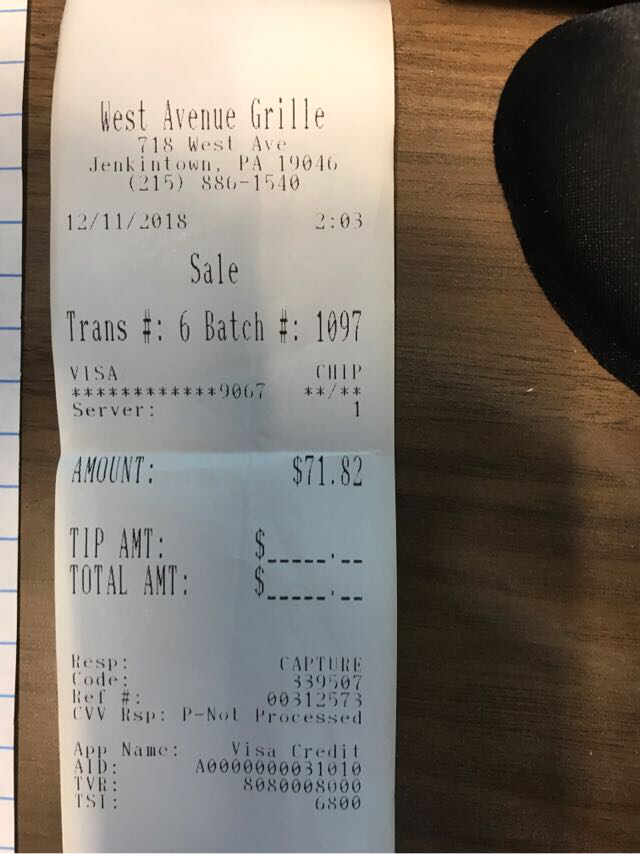 West Avenue Grille
718 West Ave
Jenkintown, PA 19046
(215) 886-1540
12/11/2018 2:03
Sale
Trans #: 6 Batch #: 1097
VISA CHIP
************9067 **/**
Server: 1
AMOUNT: $71.82
TIP AMT: $_____.__
TOTAL AMT: $_____.__
Resp: CAPTURE
Code: 339507
Ref #: 00312573
CVV Rsp: P-Not Processed
App Name: Visa Credit
AID: A0000000031010
TVR: 8080008000
TSI: 6800